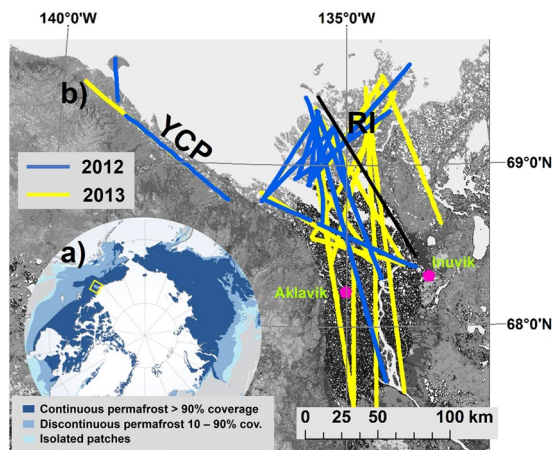 140°0'W
135°0'W
b)
YCP
RI
2012
2013
69°0'N
a)
Inuvik
Aklavik
68°0'N
Continuous permafrost > 90% coverage
Discontinuous permafrost 10 – 90% cov.
Isolated patches
0 25 50 100 km